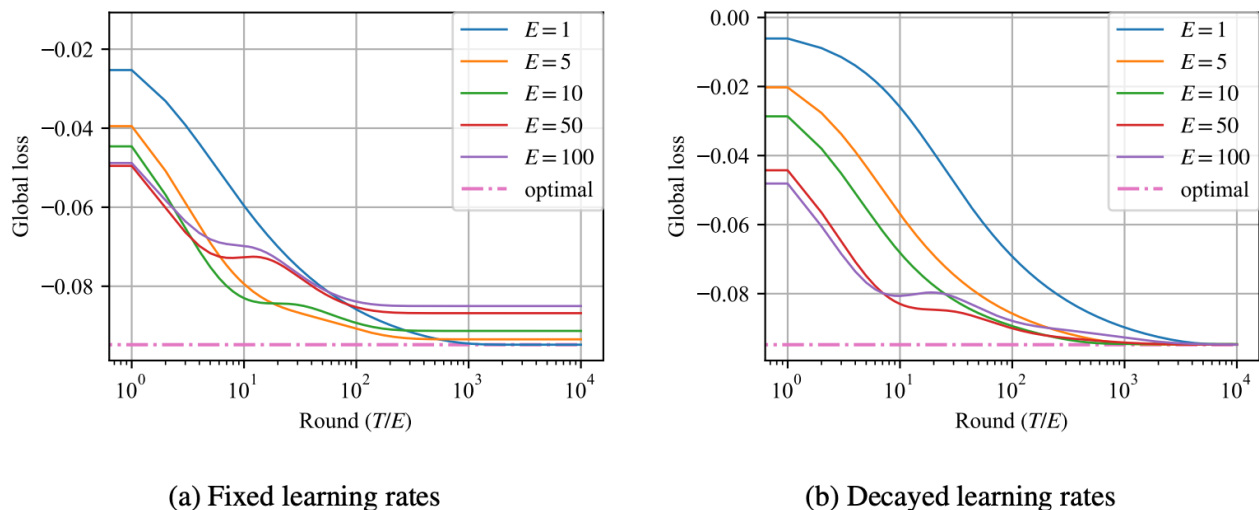 −0.02
−0.04
−0.06
−0.08
Global loss
10^0
10^1
10^2
10^3
10^4
Round (T/E)
E = 1
E = 5
E = 10
E = 50
E = 100
optimal
(a) Fixed learning rates
0.00
−0.02
−0.04
−0.06
−0.08
Global loss
10^0
10^1
10^2
10^3
10^4
Round (T/E)
E = 1
E = 5
E = 10
E = 50
E = 100
optimal
(b) Decayed learning rates